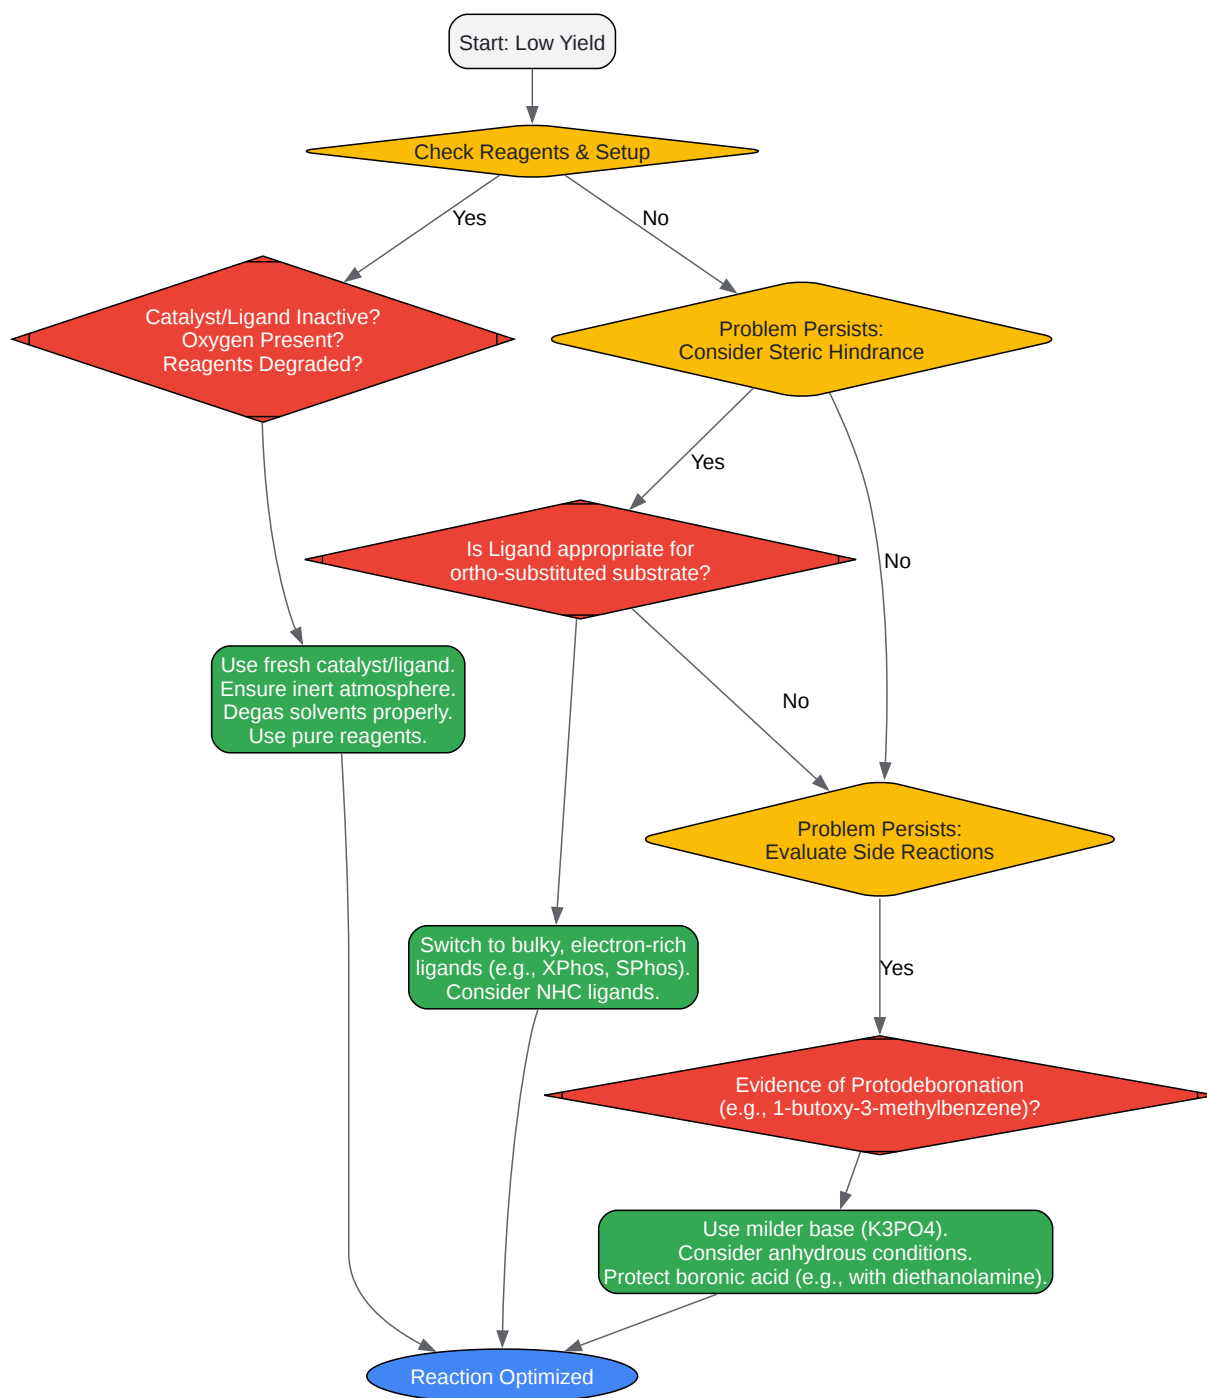 Start: Low Yield
Check Reagents & Setup
Yes
No
Catalyst/Ligand Inactive?
Oxygen Present?
Reagents Degraded?
Problem Persists:
Consider Steric Hindrance
Yes
No
Is Ligand appropriate for
ortho-substituted substrate?
Use fresh catalyst/ligand.
Ensure inert atmosphere.
Degas solvents properly.
Use pure reagents.
No
Problem Persists:
Evaluate Side Reactions
Switch to bulky, electron-rich
ligands (e.g., XPhos, SPhos).
Consider NHC ligands.
Yes
Evidence of Protodeboronation
(e.g., 1-butoxy-3-methylbenzene)?
Use milder base (K3PO4).
Consider anhydrous conditions.
Protect boronic acid (e.g., with diethanolamine).
Reaction Optimized